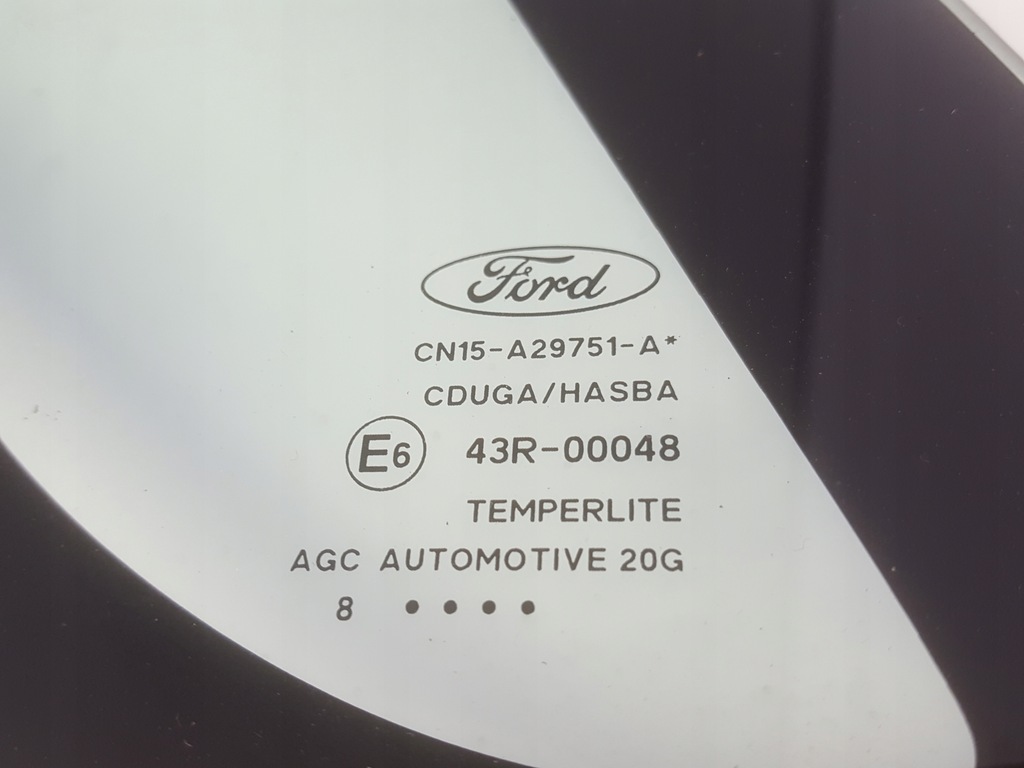 Ford
CN15-A29751-A*
CDUGA/HASBA
E6 43R-00048
TEMPERLITE
AGC AUTOMOTIVE 20G
8 ● ● ● ●